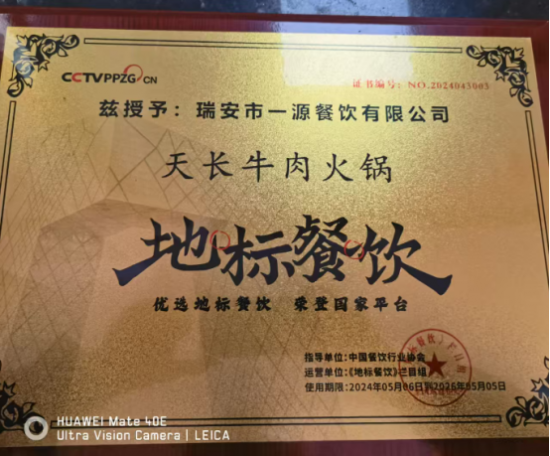 CCTVPPZG.CN
证书编号：NO.2024045005
兹授予：瑞安市一源餐饮有限公司
天长牛肉火锅
地标餐饮
优选地标餐饮 荣登国家平台
指导单位:中国餐饮行业协会
运营单位:《地标餐饮》栏目组
使用期限:2024年05月06日到2026年05月05日
HUAWEI Mate 40E
Ultra Vision Camera | LEICA